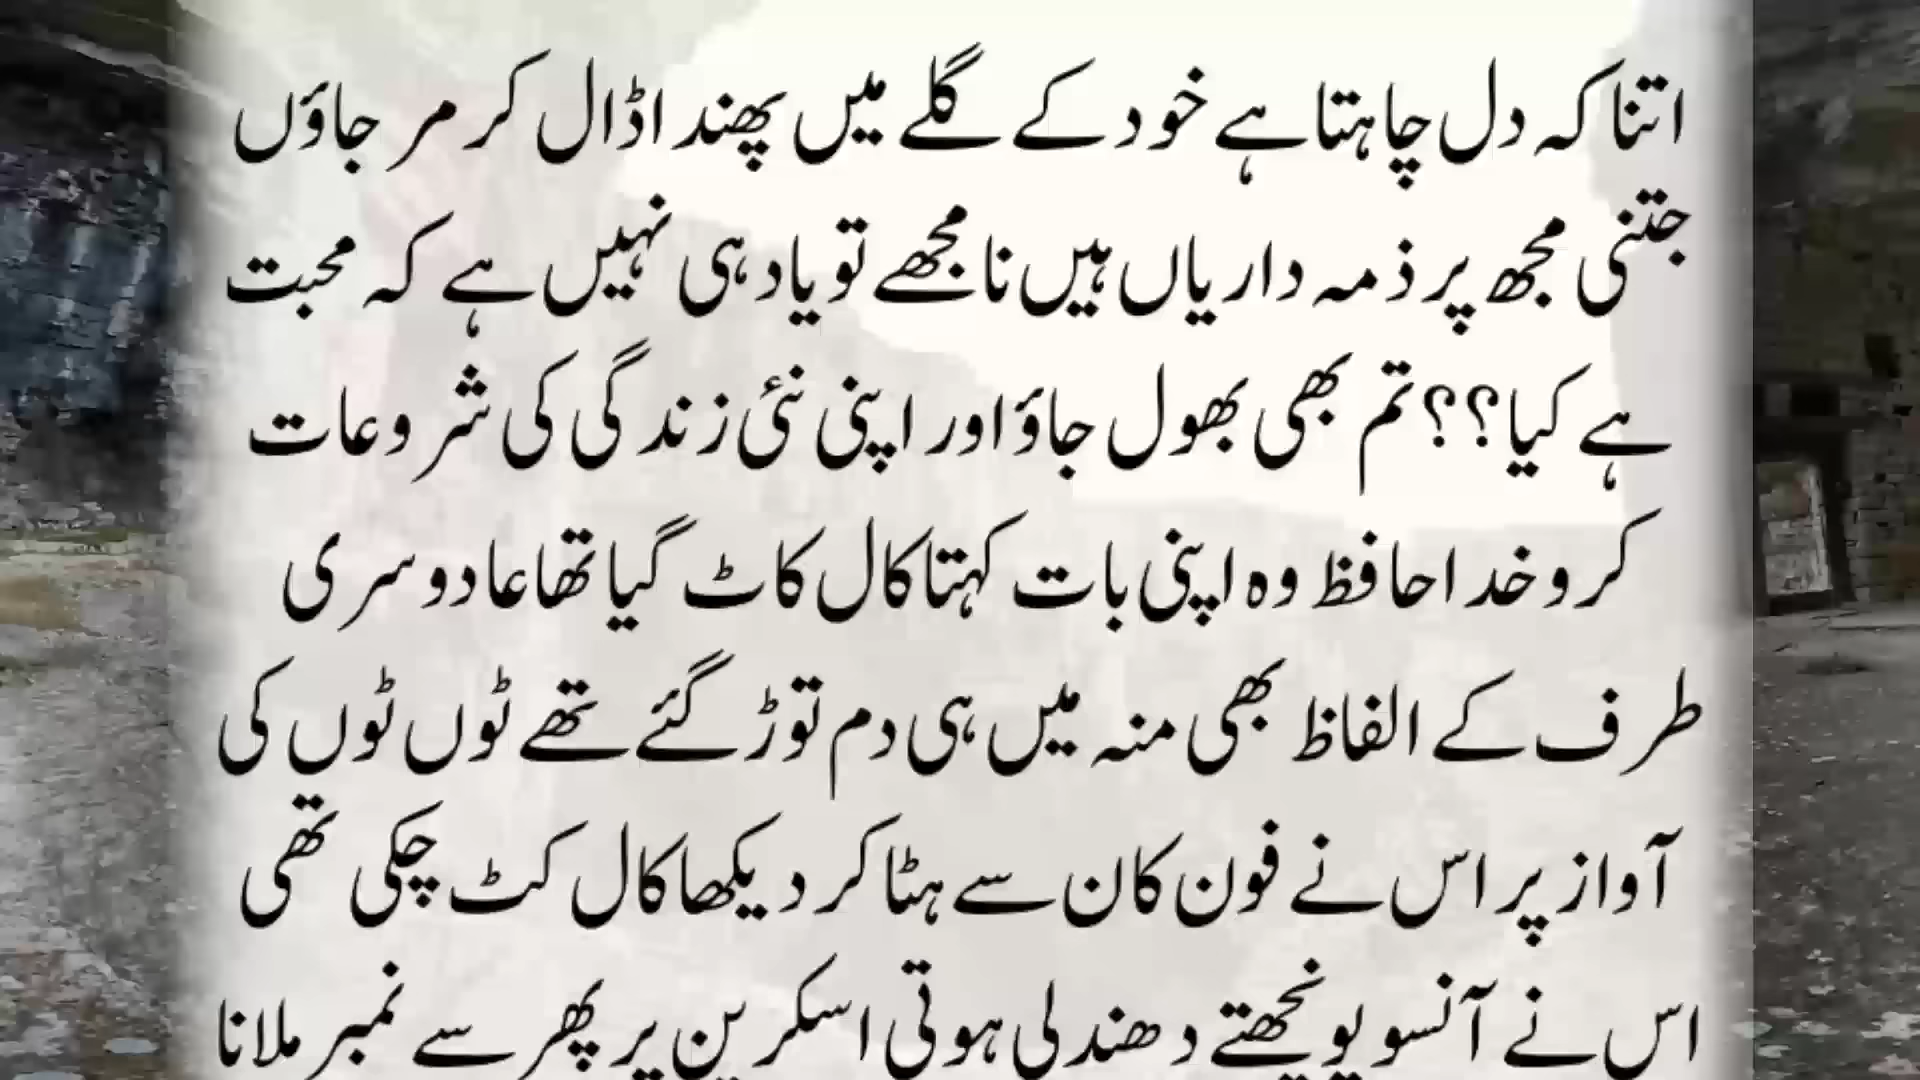 اتنا کہ دل چاہتا ہے خود کے گلے میں پھندا ڈال کر مر جاؤں
جتنی مجھ پر ذمہ داریاں ہیں نا مجھے تو یاد ہی نہیں ہے کہ محبت
ہے کیا؟؟ تم بھی بھول جاؤ اور اپنی نئی زندگی کی شروعات
کرو خدا حافظ وہ اپنی بات کہتا کال کاٹ گیا تھا عادوسری
طرف کے الفاظ بھی منہ میں ہی دم توڑ گئے تھے ٹوں ٹوں کی
آواز پر اس نے فون کان سے ہٹا کر دیکھا کال کٹ چکی تھی
اس نے آنسو پونچھتے دھندلی ہوتی اسکرین پر پھر سے نمبر ملانا